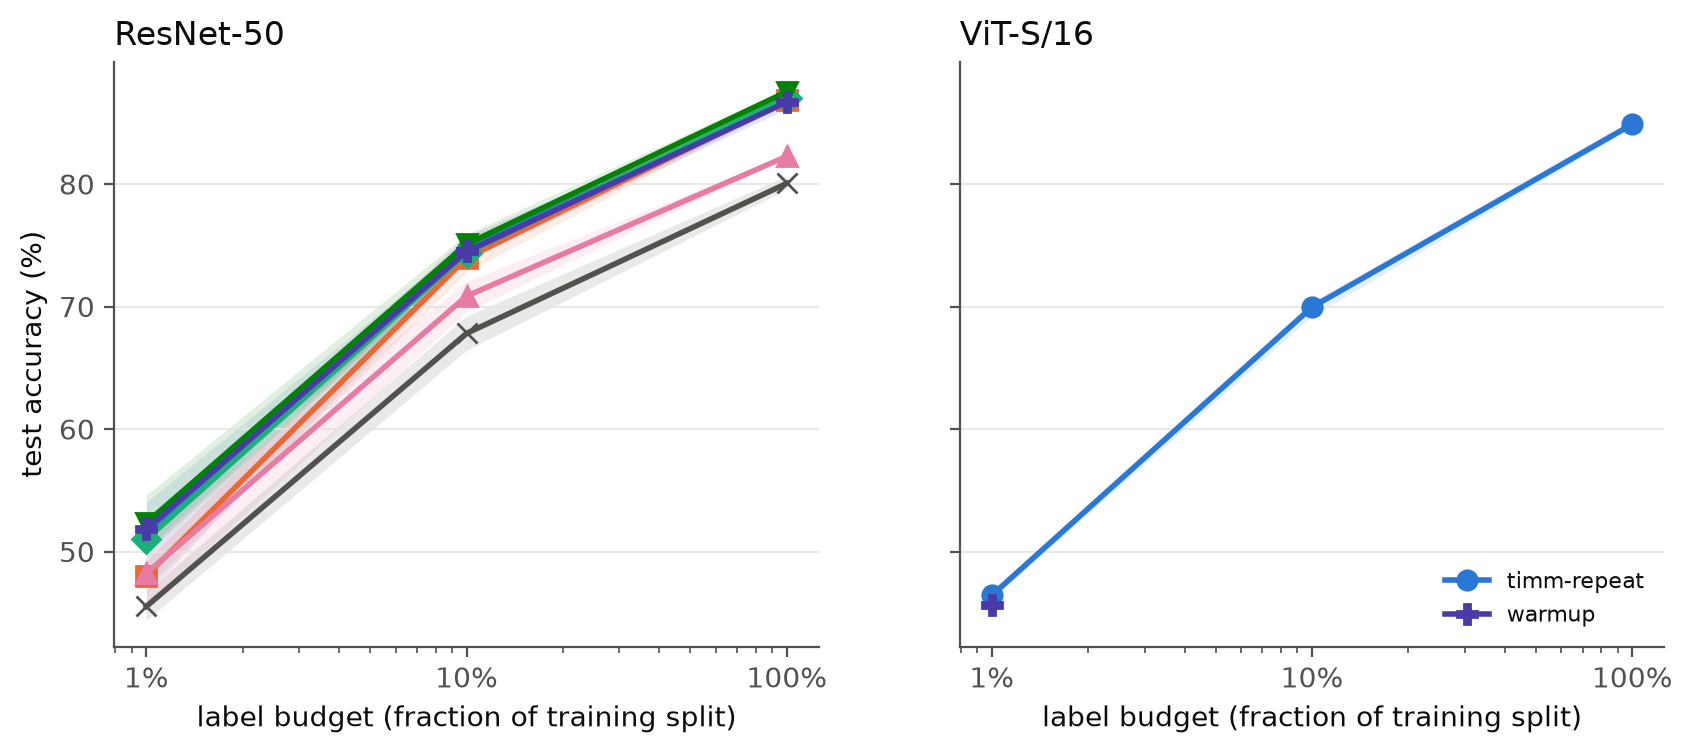 ResNet-50
ViT-S/16
test accuracy (%)
80
70
60
50
1%
10%
100%
label budget (fraction of training split)
timm-repeat
warmup
1%
10%
100%
label budget (fraction of training split)